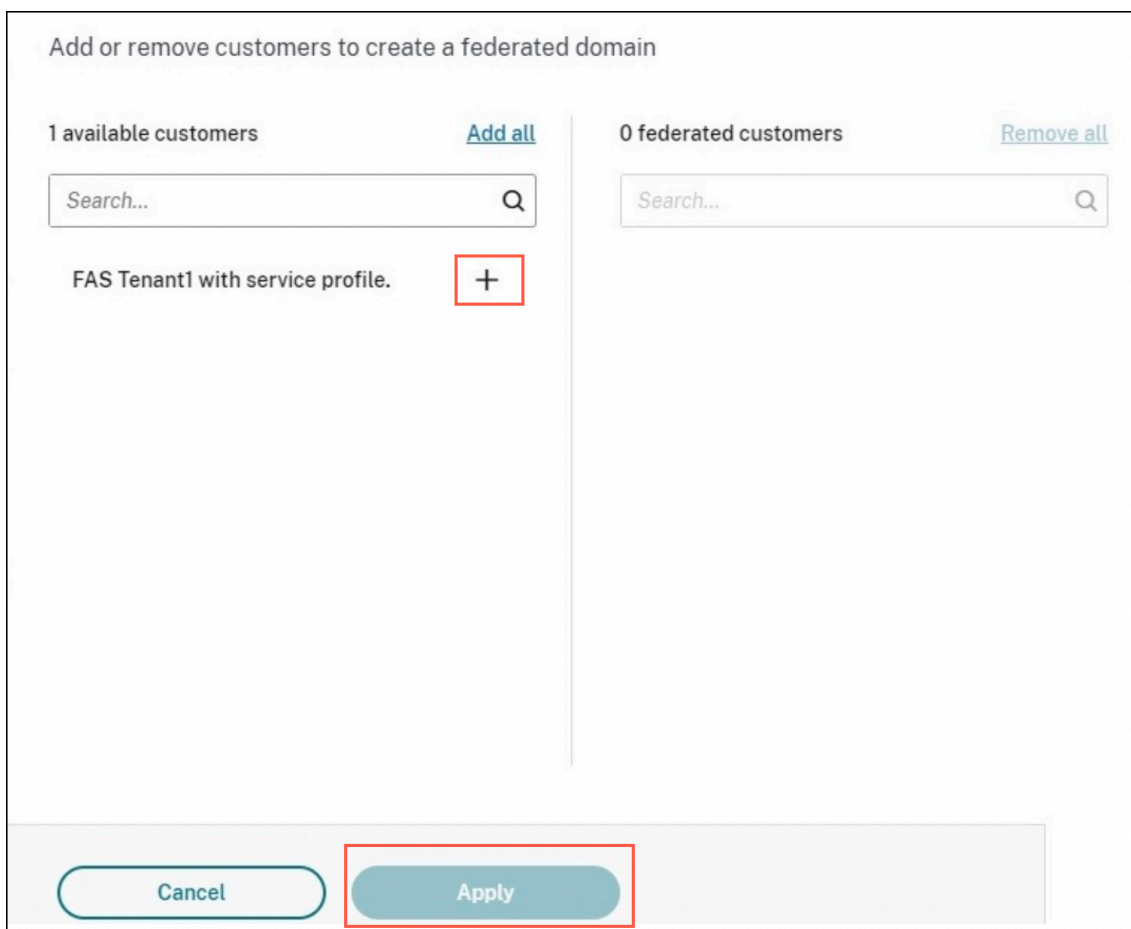 Add or remove customers to create a federated domain
1 available customers
Add all
0 federated customers
Remove all
Search...
Search...
FAS Tenant1 with service profile.
Cancel
Apply